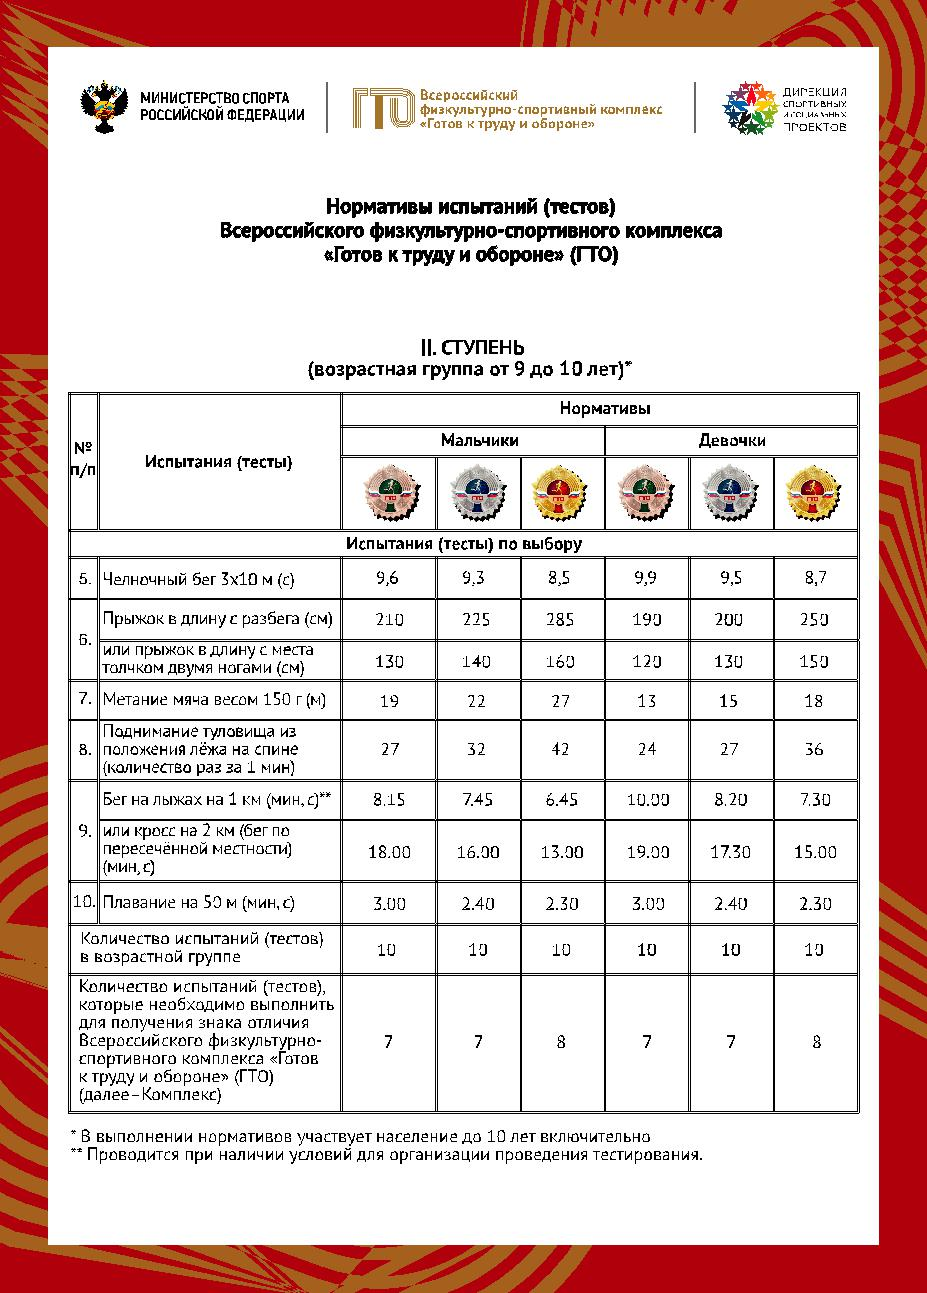 МИНИСТЕРСТВО СПОРТА
РОССИЙСКОЙ ФЕДЕРАЦИИ
ГТО
Всероссийский
физкультурно-спортивный комплекс
«Готов к труду и обороне»
ДИРЕКЦИЯ
СПОРТИВНЫХ
И СОЦИАЛЬНЫХ
ПРОЕКТОВ
Нормативы испытаний (тестов)
Всероссийского физкультурно-спортивного комплекса
«Готов к труду и обороне» (ГТО)
II. СТУПЕНЬ
(возрастная группа от 9 до 10 лет)*
№
п/п
Испытания (тесты)
Нормативы
Мальчики Девочки
ГТО ГТО ГТО ГТО ГТО ГТО
Испытания (тесты) по выбору
5. Челночный бег 3х10 м (с) 9,6 9,3 8,5 9,9 9,5 8,7
6. Прыжок в длину с разбега (см) 210 225 285 190 200 250
или прыжок в длину с места
толчком двумя ногами (см) 130 140 160 120 130 150
7. Метание мяча весом 150 г (м) 19 22 27 13 15 18
8. Поднимание туловища из
положения лёжа на спине
(количество раз за 1 мин) 27 32 42 24 27 36
9. Бег на лыжах на 1 км (мин, с)** 8.15 7.45 6.45 10.00 8.20 7.30
или кросс на 2 км (бег по
пересечённой местности)
(мин, с) 18.00 16.00 13.00 19.00 17.30 15.00
10. Плавание на 50 м (мин, с) 3.00 2.40 2.30 3.00 2.40 2.30
Количество испытаний (тестов)
в возрастной группе 10 10 10 10 10 10
Количество испытаний (тестов),
которые необходимо выполнить
для получения знака отличия
Всероссийского физкультурно-
спортивного комплекса «Готов
к труду и обороне» (ГТО)
(далее–Комплекс) 7 7 8 7 7 8
* В выполнении нормативов участвует население до 10 лет включительно
** Проводится при наличии условий для организации проведения тестирования.